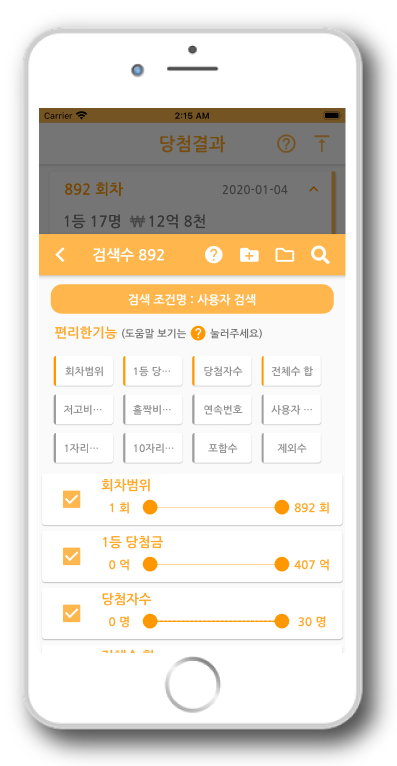 Carrier 2:15 AM
당첨결과
892 회차 2020-01-04
1등 17명 ₩12억 8천
검색수 892
검색 조건명 : 사용자 검색
편리한기능 (도움말 보기는 ? 눌러주세요)
회차범위 1등 당… 당첨자수 전체수 합
저고비… 홀짝비… 연속번호 사용자 …
1자리… 10자리… 포함수 제외수
회차범위
1 회 892 회
1등 당첨금
0 억 407 억
당첨자수
0 명 30 명